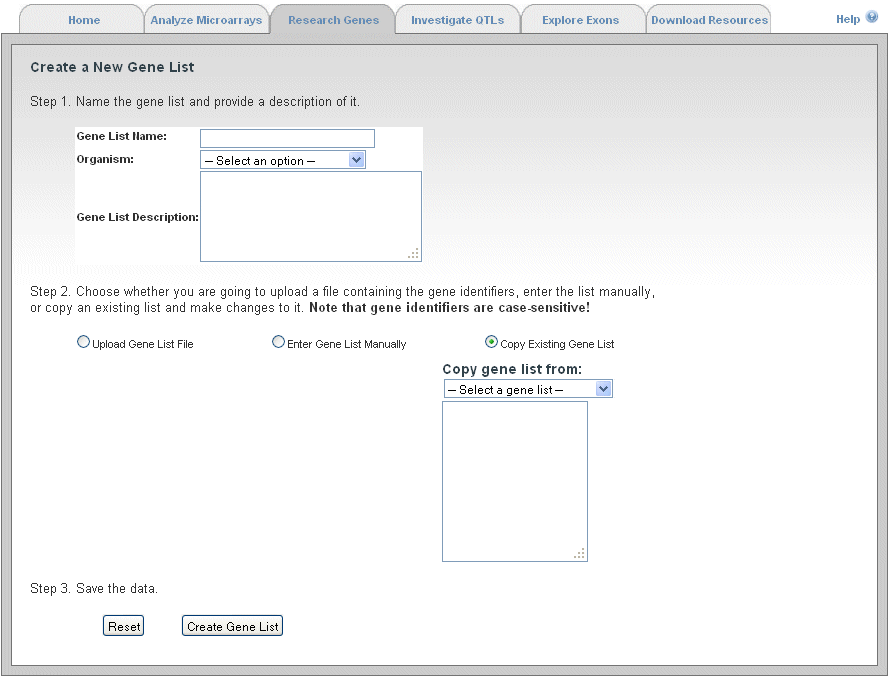 Home Analyze Microarrays Research Genes Investigate QTLs Explore Exons Download Resources Help
Create a New Gene List
Step 1. Name the gene list and provide a description of it.
Gene List Name:
Organism: -- Select an option --
Gene List Description:
Step 2. Choose whether you are going to upload a file containing the gene identifiers, enter the list manually,
or copy an existing list and make changes to it. Note that gene identifiers are case-sensitive!
Upload Gene List File Enter Gene List Manually Copy Existing Gene List
Copy gene list from:
-- Select a gene list --
Step 3. Save the data.
Reset Create Gene List